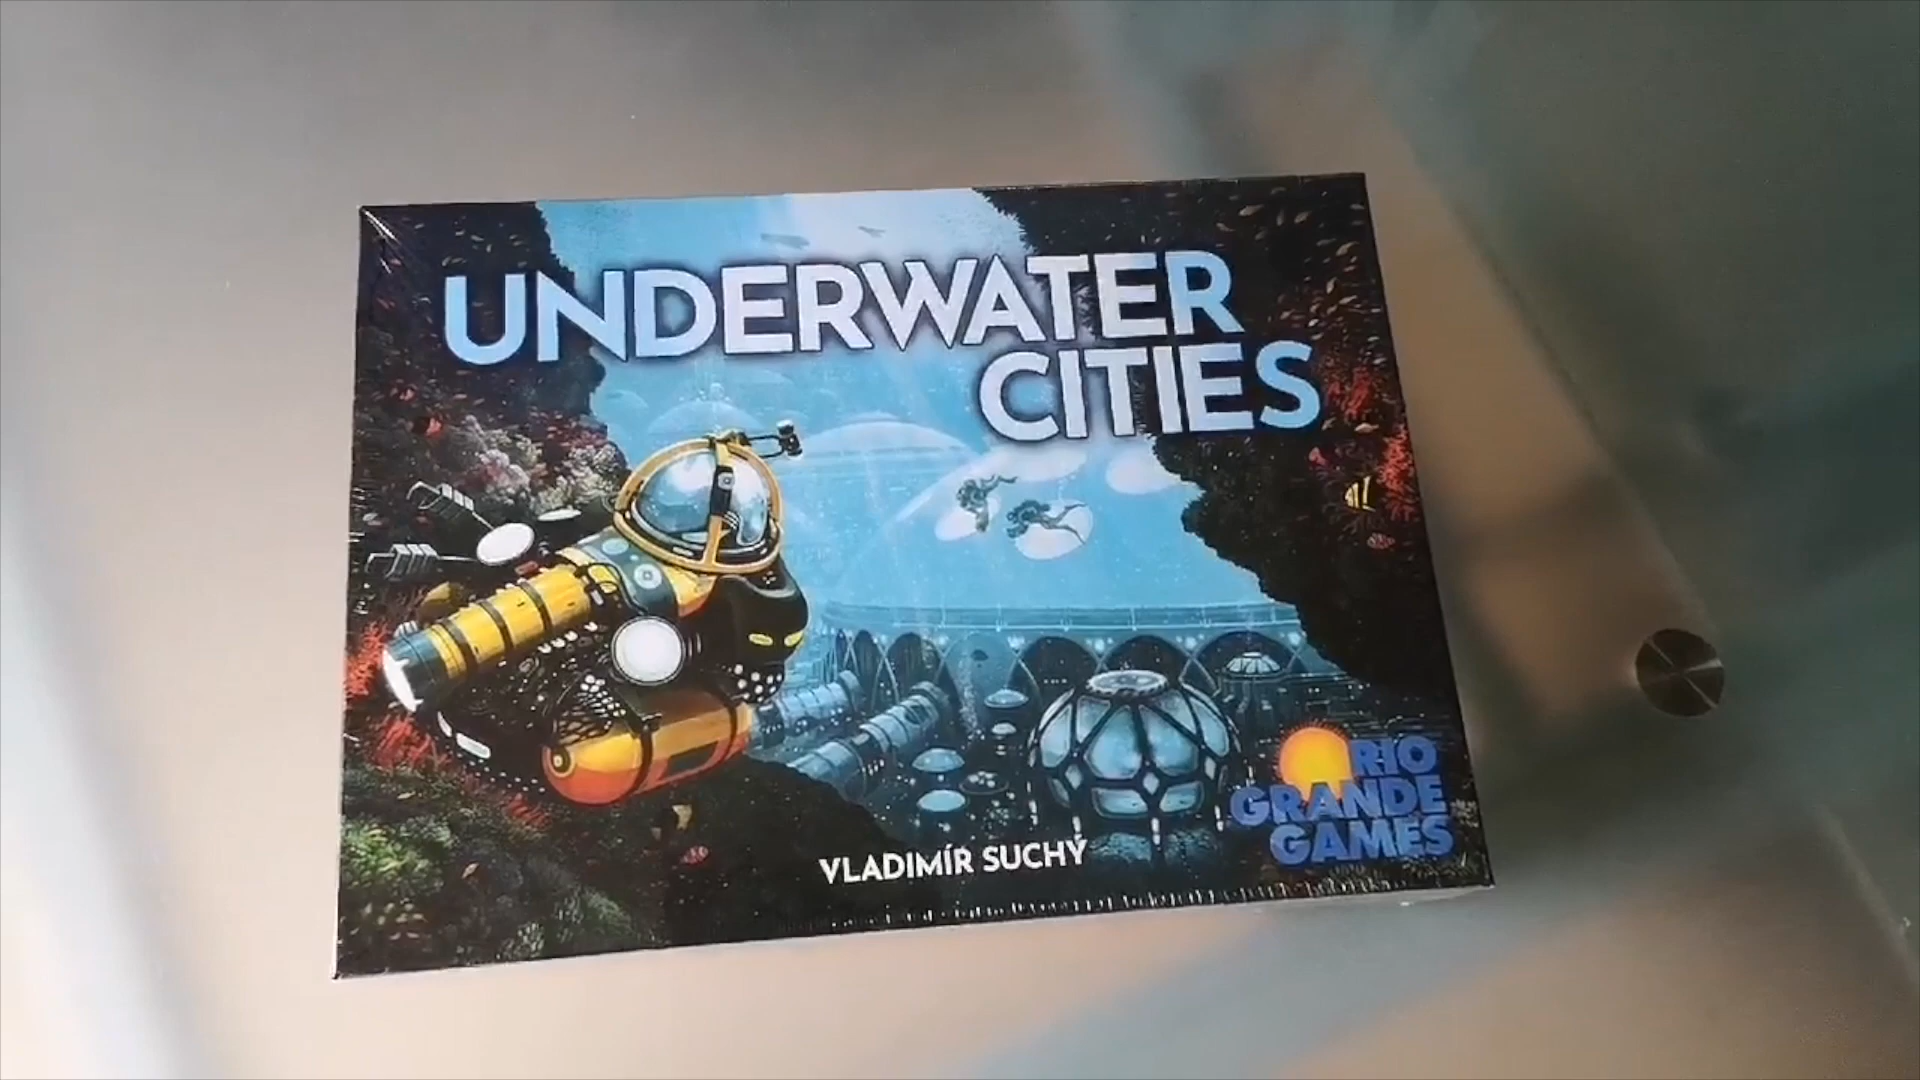 UNDERWATER
CITIES
VLADIMÍR SUCHÝ
RIO
GRANDE
GAMES